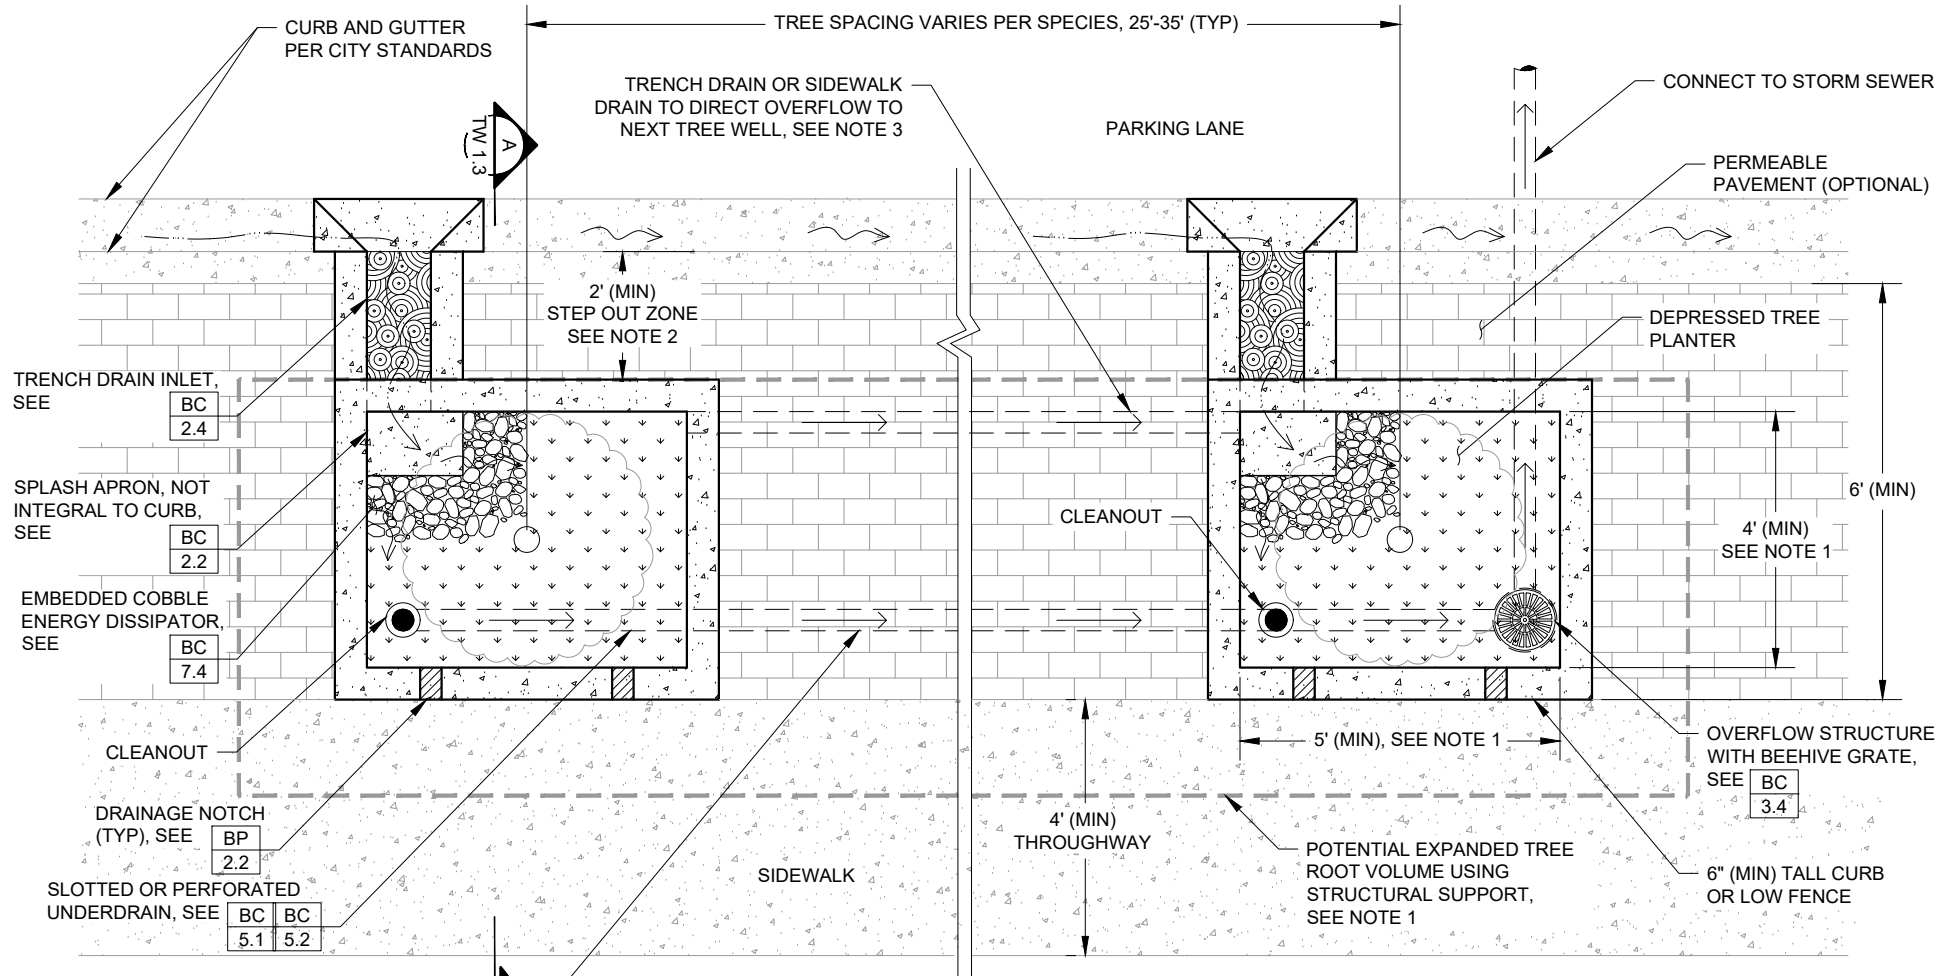 CURB AND GUTTER
PER CITY STANDARDS
TREE SPACING VARIES PER SPECIES, 25'-35' (TYP)
TRENCH DRAIN OR SIDEWALK
DRAIN TO DIRECT OVERFLOW TO
NEXT TREE WELL, SEE NOTE 3
PARKING LANE
CONNECT TO STORM SEWER
PERMEABLE
PAVEMENT (OPTIONAL)
A
TW 1.3
2' (MIN)
STEP OUT ZONE
SEE NOTE 2
DEPRESSED TREE
PLANTER
TRENCH DRAIN INLET,
SEE
BC
2.4
SPLASH APRON, NOT
INTEGRAL TO CURB,
SEE
BC
2.2
EMBEDDED COBBLE
ENERGY DISSIPATOR,
SEE
BC
7.4
CLEANOUT
6' (MIN)
4' (MIN)
SEE NOTE 1
5' (MIN), SEE NOTE 1
CLEANOUT
DRAINAGE NOTCH
(TYP), SEE
BP
2.2
SLOTTED OR PERFORATED
UNDERDRAIN, SEE
BC BC
5.1 5.2
4' (MIN)
THROUGHWAY
SIDEWALK
POTENTIAL EXPANDED TREE
ROOT VOLUME USING
STRUCTURAL SUPPORT,
SEE NOTE 1
OVERFLOW STRUCTURE
WITH BEEHIVE GRATE,
SEE
BC
3.4
6" (MIN) TALL CURB
OR LOW FENCE